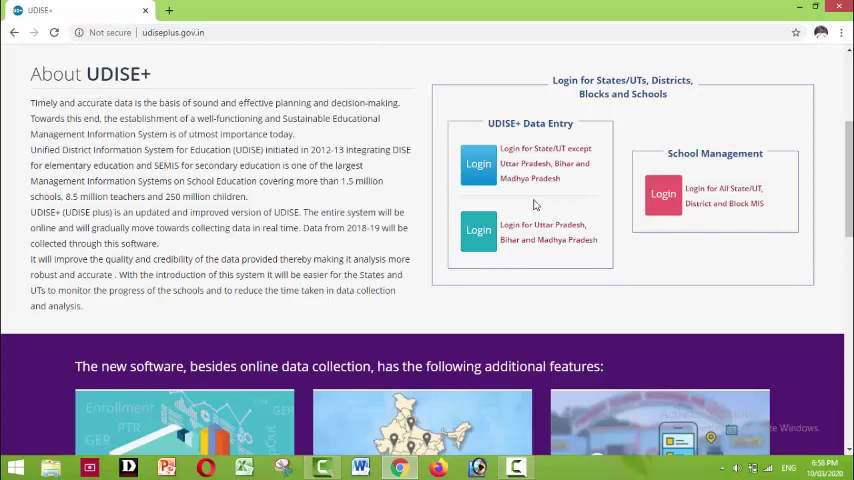 UDISE+
Not secure | udiseplus.gov.in
About UDISE+
Timely and accurate data is the basis of sound and effective planning and decision-making.
Towards this end, the establishment of a well-functioning and Sustainable Educational
Management Information System is of utmost importance today.
Unified District Information System for Education (UDISE) initiated in 2012-13 integrating DISE
for elementary education and SEMIS for secondary education is one of the largest
Management Information Systems on School Education covering more than 1.5 million
schools, 8.5 million teachers and 250 million children.
UDISE+ (UDISE plus) is an updated and improved version of UDISE. The entire system will be
online and will gradually move towards collecting data in real time. Data from 2018-19 will be
collected through this software.
It will improve the quality and credibility of the data provided thereby making it analysis more
robust and accurate . With the introduction of this system it will be easier for the States and
UTs to monitor the progress of the schools and to reduce the time taken in data collection
and analysis.
Login for States/UTs, Districts,
Blocks and Schools
UDISE+ Data Entry
Login
Login for State/UT except
Uttar Pradesh, Bihar and
Madhya Pradesh
Login
Login for Uttar Pradesh,
Bihar and Madhya Pradesh
School Management
Login
Login for All State/UT,
District and Block MIS
The new software, besides online data collection, has the following additional features:
Enrollment
PTR
GER
GER
ENG
6:58 PM
10/03/2020